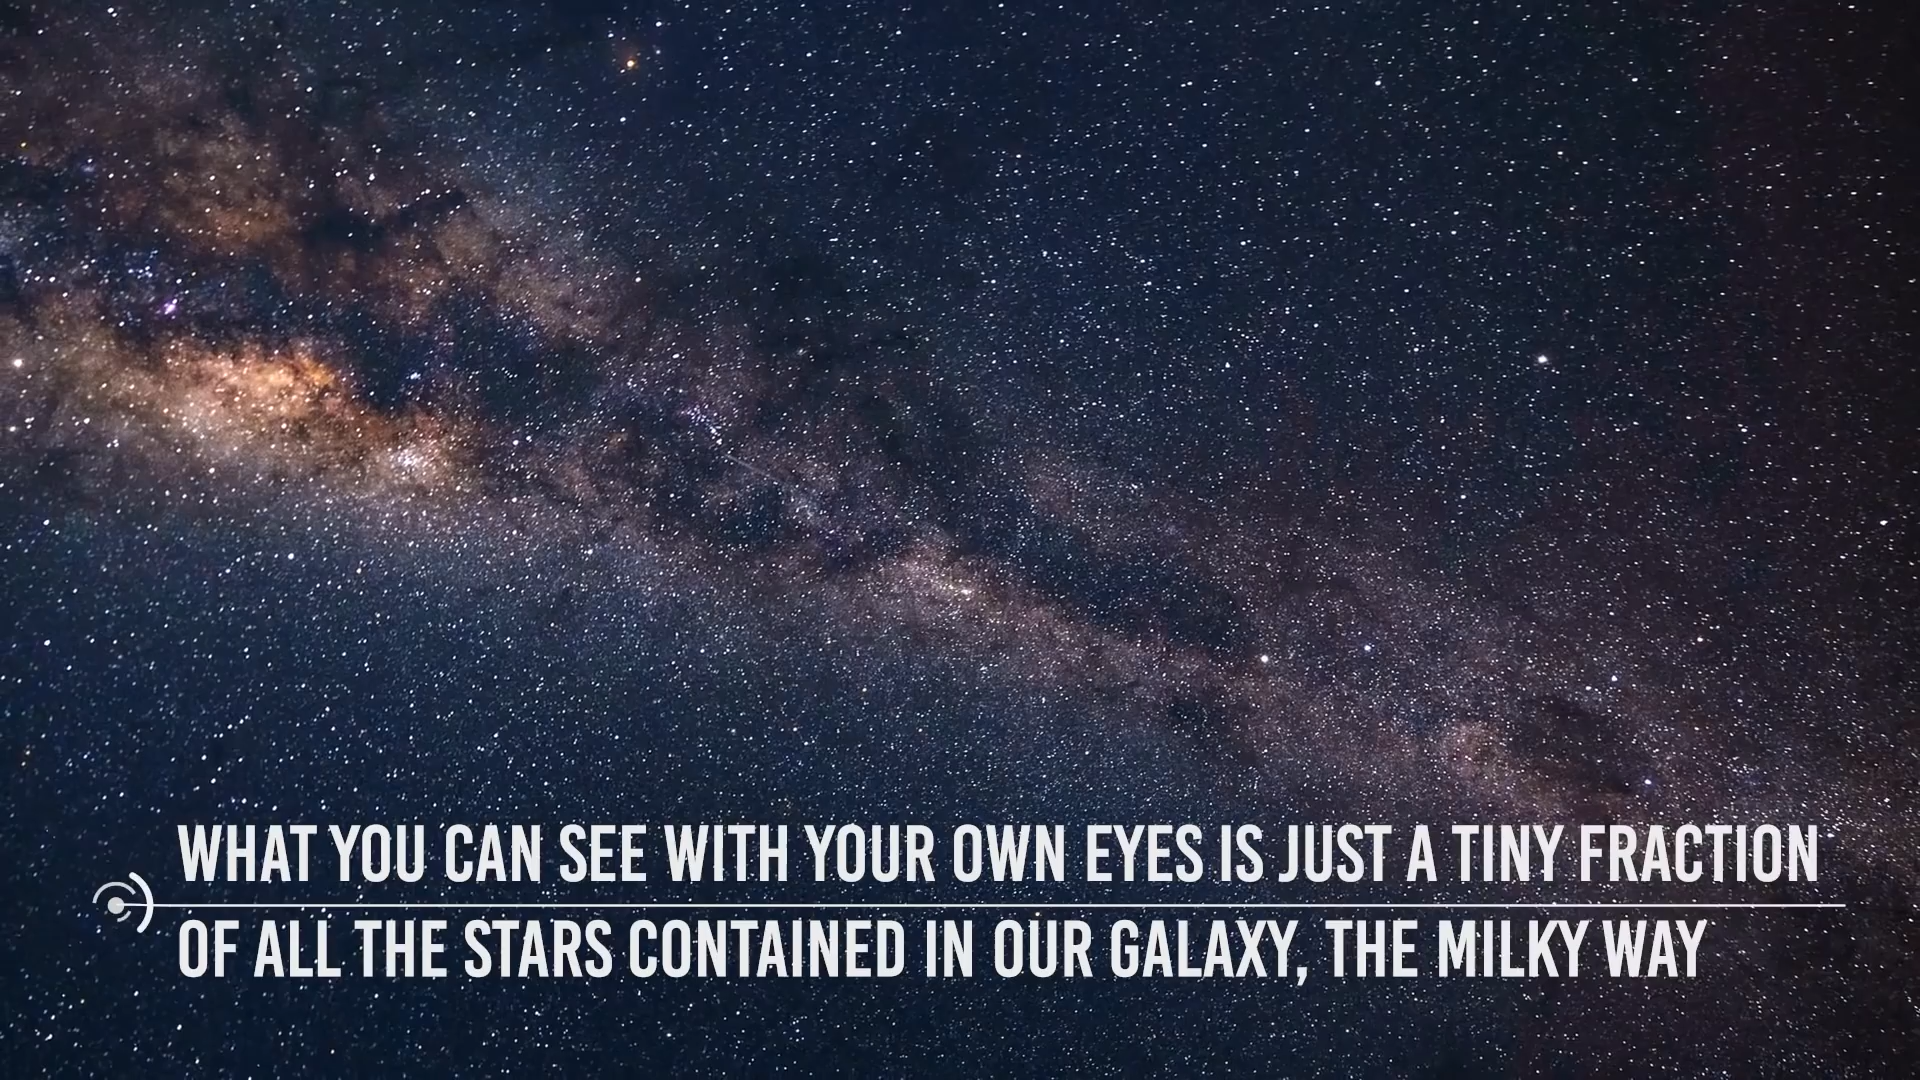 WHAT YOU CAN SEE WITH YOUR OWN EYES IS JUST A TINY FRACTION
OF ALL THE STARS CONTAINED IN OUR GALAXY, THE MILKY WAY